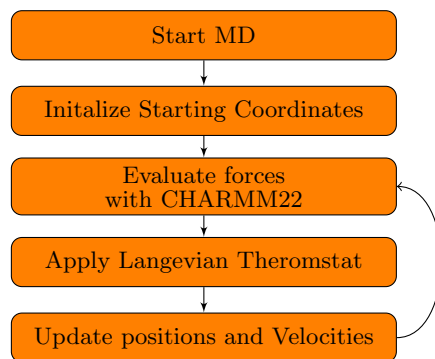 Start MD
Initalize Starting Coordinates
Evaluate forces
with CHARMM22
Apply Langevian Theromstat
Update positions and Velocities